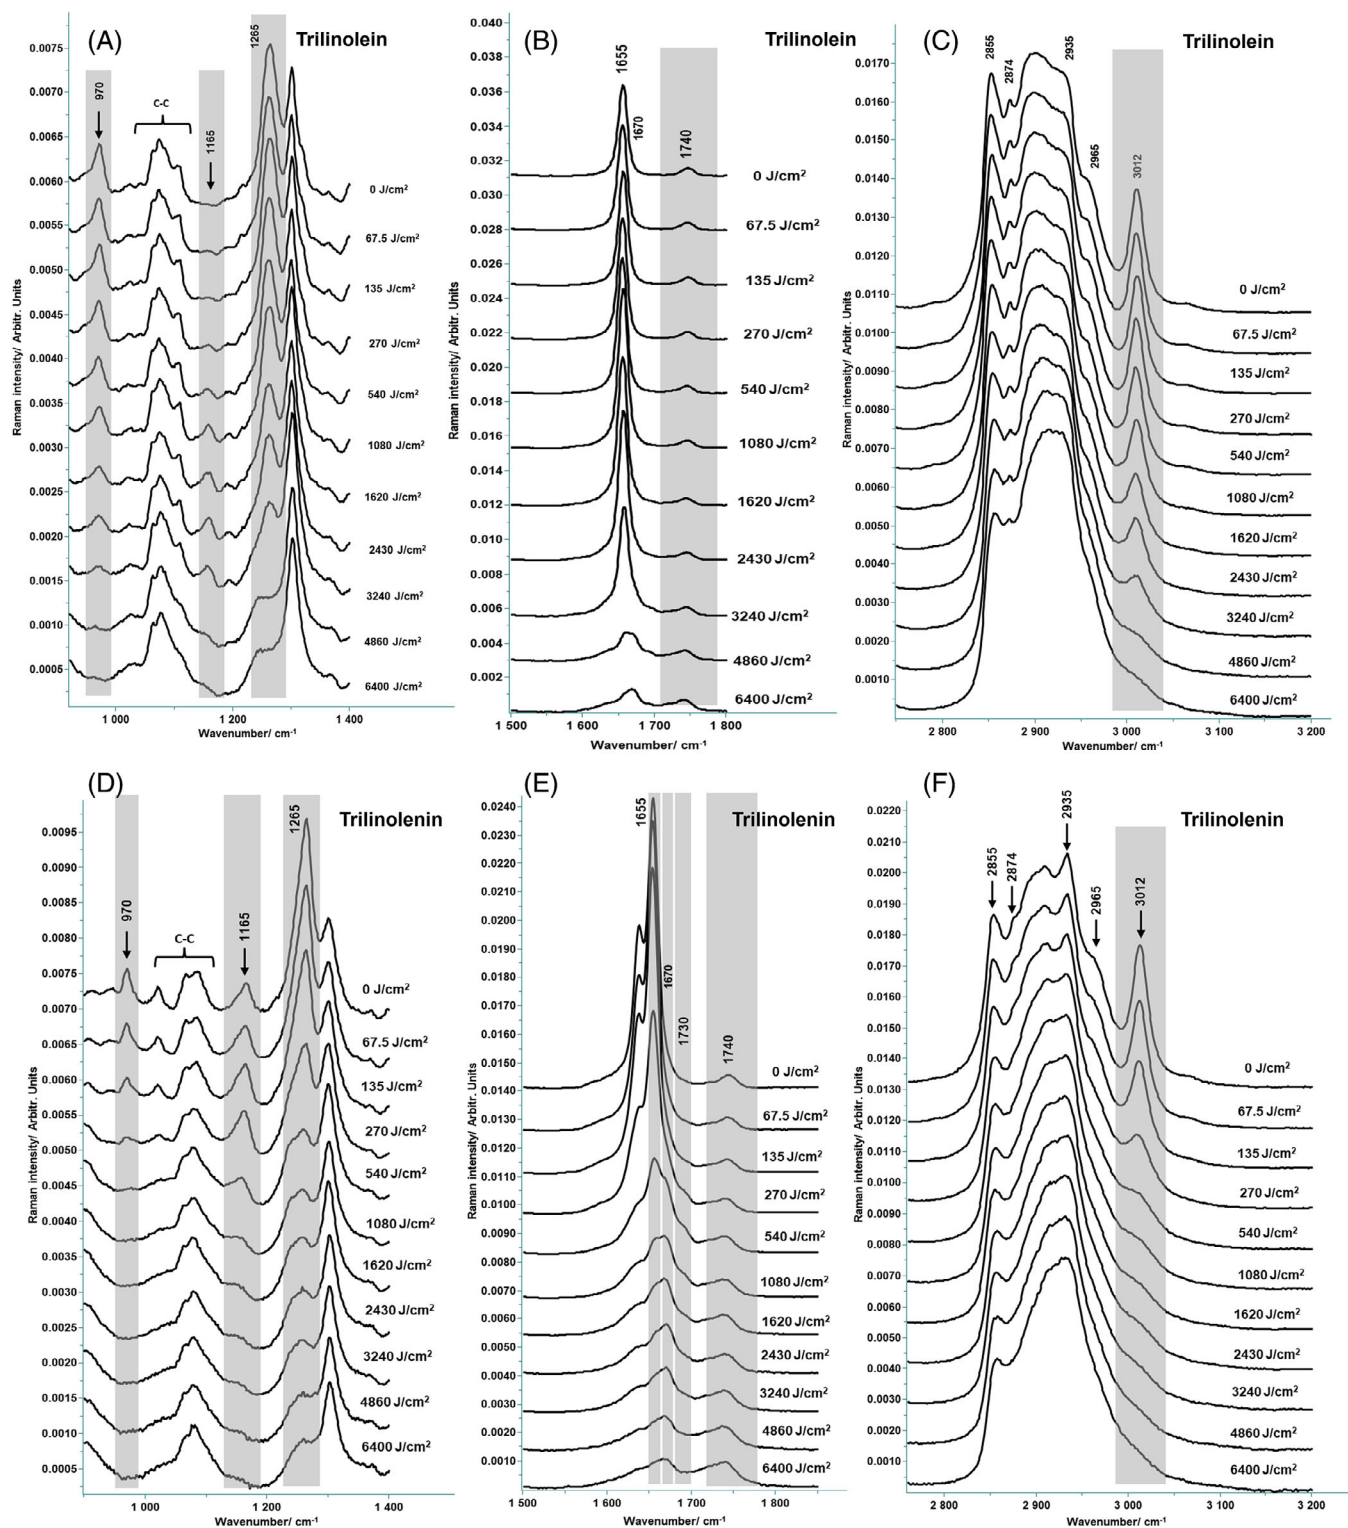 (A)
Trilinolein
970
C-C
1165
1265
0.0075
0.0070
0.0065
0.0060
0.0055
0.0050
0.0045
0.0040
0.0035
0.0030
0.0025
0.0020
0.0015
0.0010
0.0005
Raman intensity/ Arbitr. Units
0 J/cm²
67.5 J/cm²
135 J/cm²
270 J/cm²
540 J/cm²
1080 J/cm²
1620 J/cm²
2430 J/cm²
3240 J/cm²
4860 J/cm²
6400 J/cm²
1 000
1 200
1 400
Wavenumber/ cm⁻¹
(B)
Trilinolein
1655
1670
1740
0.040
0.038
0.036
0.034
0.032
0.030
0.028
0.026
0.024
0.022
0.020
0.018
0.016
0.014
0.012
0.010
0.008
0.006
0.004
0.002
Raman intensity/ Arbitr. Units
0 J/cm²
67.5 J/cm²
135 J/cm²
270 J/cm²
540 J/cm²
1080 J/cm²
1620 J/cm²
2430 J/cm²
3240 J/cm²
4860 J/cm²
6400 J/cm²
1 500
1 600
1 700
1 800
Wavenumber/ cm⁻¹
(C)
Trilinolein
2855
2874
2935
2965
3012
0.0170
0.0160
0.0150
0.0140
0.0130
0.0120
0.0110
0.0100
0.0090
0.0080
0.0070
0.0060
0.0050
0.0040
0.0030
0.0020
0.0010
Raman intensity/ Arbitr. Units
0 J/cm²
67.5 J/cm²
135 J/cm²
270 J/cm²
540 J/cm²
1080 J/cm²
1620 J/cm²
2430 J/cm²
3240 J/cm²
4860 J/cm²
6400 J/cm²
2 800
2 900
3 000
3 100
3 200
Wavenumber/ cm⁻¹
(D)
Trilinolenin
970
C-C
1165
1265
0.0095
0.0090
0.0085
0.0080
0.0075
0.0070
0.0065
0.0060
0.0055
0.0050
0.0045
0.0040
0.0035
0.0030
0.0025
0.0020
0.0015
0.0010
0.0005
Raman intensity/ Arbitr. Units
0 J/cm²
67.5 J/cm²
135 J/cm²
270 J/cm²
540 J/cm²
1080 J/cm²
1620 J/cm²
2430 J/cm²
3240 J/cm²
4860 J/cm²
6400 J/cm²
1 000
1 200
1 400
Wavenumber/ cm⁻¹
(E)
Trilinolenin
1655
1670
1730
1740
0.0240
0.0230
0.0220
0.0210
0.0200
0.0190
0.0180
0.0170
0.0160
0.0150
0.0140
0.0130
0.0120
0.0110
0.0100
0.0090
0.0080
0.0070
0.0060
0.0050
0.0040
0.0030
0.0020
0.0010
Raman intensity/ Arbitr. Units
0 J/cm²
67.5 J/cm²
135 J/cm²
270 J/cm²
540 J/cm²
1080 J/cm²
1620 J/cm²
2430 J/cm²
3240 J/cm²
4860 J/cm²
6400 J/cm²
1 500
1 600
1 700
1 800
Wavenumber/ cm⁻¹
(F)
Trilinolenin
2855
2874
2935
2965
3012
0.0220
0.0210
0.0200
0.0190
0.0180
0.0170
0.0160
0.0150
0.0140
0.0130
0.0120
0.0110
0.0100
0.0090
0.0080
0.0070
0.0060
0.0050
0.0040
0.0030
0.0020
0.0010
Raman intensity/ Arbitr. Units
0 J/cm²
67.5 J/cm²
135 J/cm²
270 J/cm²
540 J/cm²
1080 J/cm²
1620 J/cm²
2430 J/cm²
3240 J/cm²
4860 J/cm²
6400 J/cm²
2 800
2 900
3 000
3 100
3 200
Wavenumber/ cm⁻¹